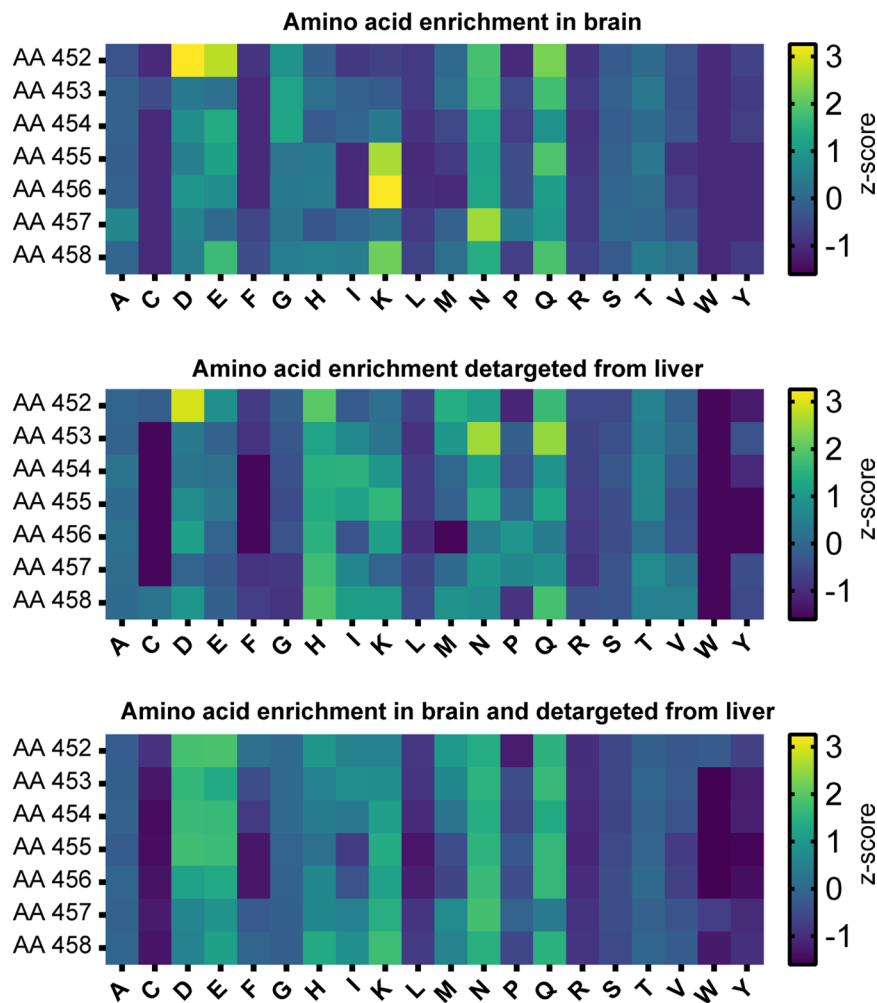 Amino acid enrichment in brain
AA 452
AA 453
AA 454
AA 455
AA 456
AA 457
AA 458
A C D E F G H I K L M N P Q R S T V W Y
3
2
1
0
-1
z-score
Amino acid enrichment detargeted from liver
AA 452
AA 453
AA 454
AA 455
AA 456
AA 457
AA 458
A C D E F G H I K L M N P Q R S T V W Y
3
2
1
0
-1
z-score
Amino acid enrichment in brain and detargeted from liver
AA 452
AA 453
AA 454
AA 455
AA 456
AA 457
AA 458
A C D E F G H I K L M N P Q R S T V W Y
3
2
1
0
-1
z-score